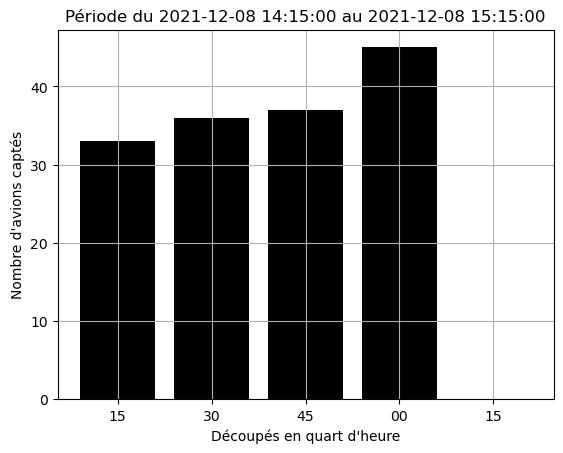 Période du 2021-12-08 14:15:00 au 2021-12-08 15:15:00
Nombre d'avions captés
40
30
20
10
0
15 30 45 00 15
Découpés en quart d'heure